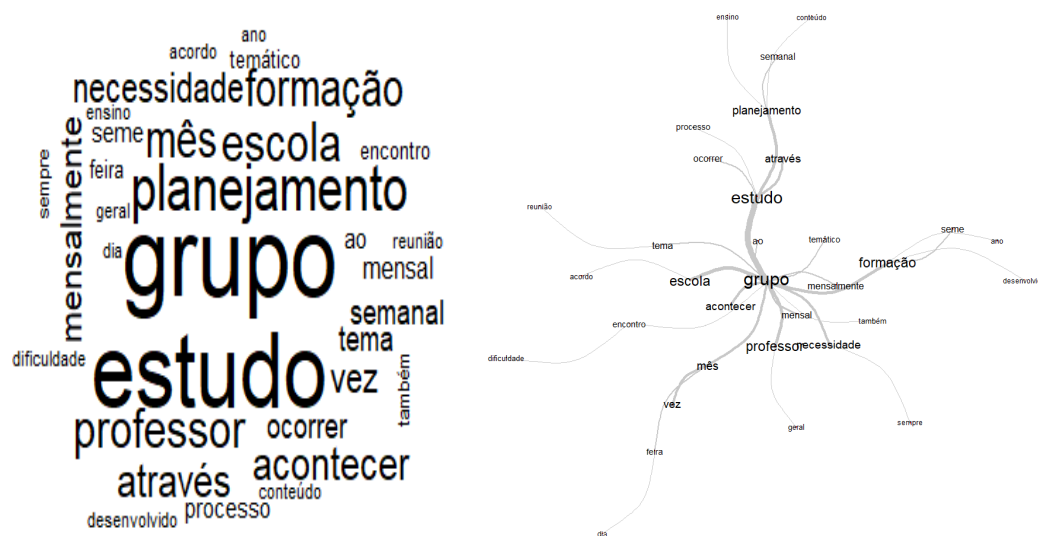 ano
acordo
temático
necessidade formação
ensino
seme mês escola
sempre
mensalmente
feira
encontro
planejamento
geral
dia
grupo
ao
reunião
mensal
semanal
dificuldade
estudo
tema
vez
também
professor
ocorrer
através
acontecer
conteúdo
desenvolvido
processo
ensino
conteúdo
semanal
planejamento
processo
ocorrer
através
estudo
reunião
tema
ao
temático
seme
ano
formação
acordo
escola
grupo
mensalmente
desenvolvido
acontecer
mensal
também
encontro
professor
necessidade
dificuldade
mês
vez
geral
sempre
feira
dia